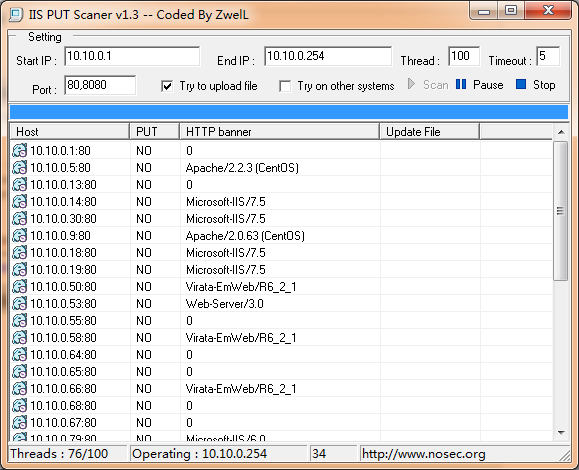 IIS PUT Scaner v1.3 -- Coded By ZwelL
Setting
Start IP : 10.10.0.1 End IP : 10.10.0.254 Thread : 100 Timeout : 5
Port : 80,8080 Try to upload file Try on other systems Scan Pause Stop
Host PUT HTTP banner Update File
10.10.0.1:80 NO 0
10.10.0.5:80 NO Apache/2.2.3 (CentOS)
10.10.0.13:80 NO 0
10.10.0.14:80 NO Microsoft-IIS/7.5
10.10.0.30:80 NO Microsoft-IIS/7.5
10.10.0.9:80 NO Apache/2.0.63 (CentOS)
10.10.0.18:80 NO Microsoft-IIS/7.5
10.10.0.19:80 NO Microsoft-IIS/7.5
10.10.0.50:80 NO Virata-EmWeb/R6_2_1
10.10.0.53:80 NO Web-Server/3.0
10.10.0.55:80 NO 0
10.10.0.58:80 NO Virata-EmWeb/R6_2_1
10.10.0.64:80 NO 0
10.10.0.65:80 NO 0
10.10.0.66:80 NO Virata-EmWeb/R6_2_1
10.10.0.68:80 NO 0
10.10.0.67:80 NO 0
10.10.0.79:80 NO Microsoft-IIS/6.0
Threads : 76/100 Operating : 10.10.0.254 34 http://www.nosec.org